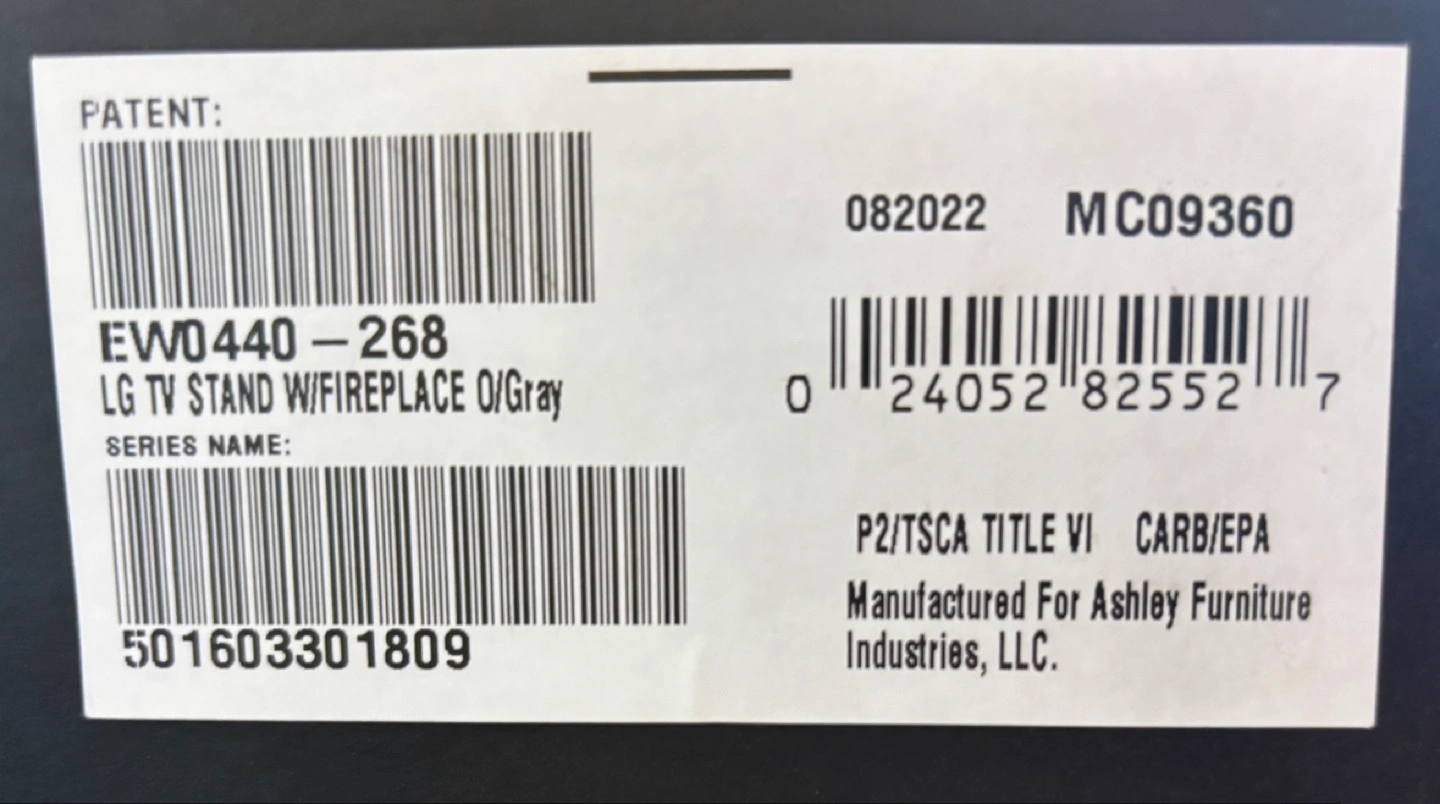 PATENT:
EW0440-268
LG TV STAND W/FIREPLACE O/Gray
SERIES NAME:
501603301809
082022 MC09360
0 24052 82552 7
P2/TSCA TITLE VI CARB/EPA
Manufactured For Ashley Furniture
Industries, LLC.